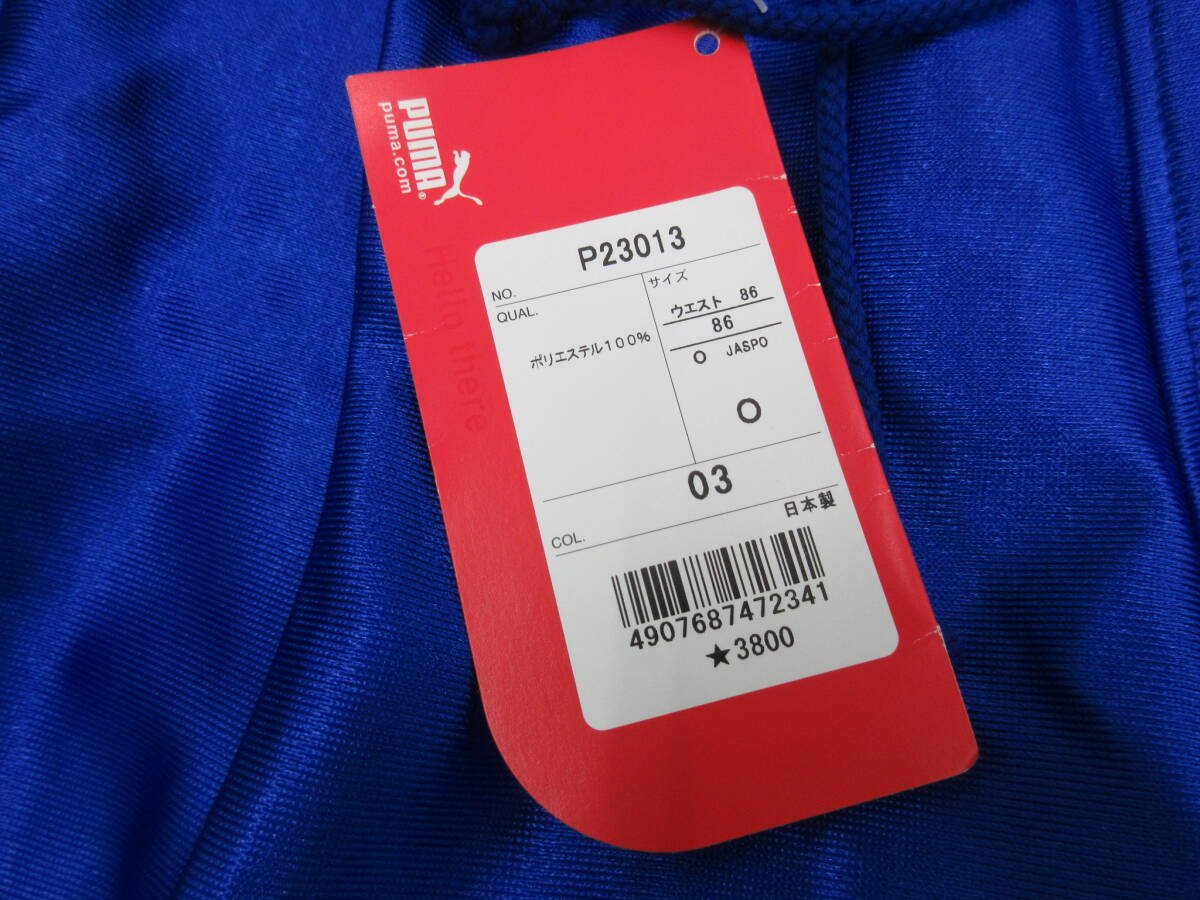 PUMA®
puma.com
Hello there
P23013
NO.
QUAL.
サイズ
ウエスト 86
86
ポリエステル100%
O JASPO
O
03
COL.
日本製
4907687472341
★3800